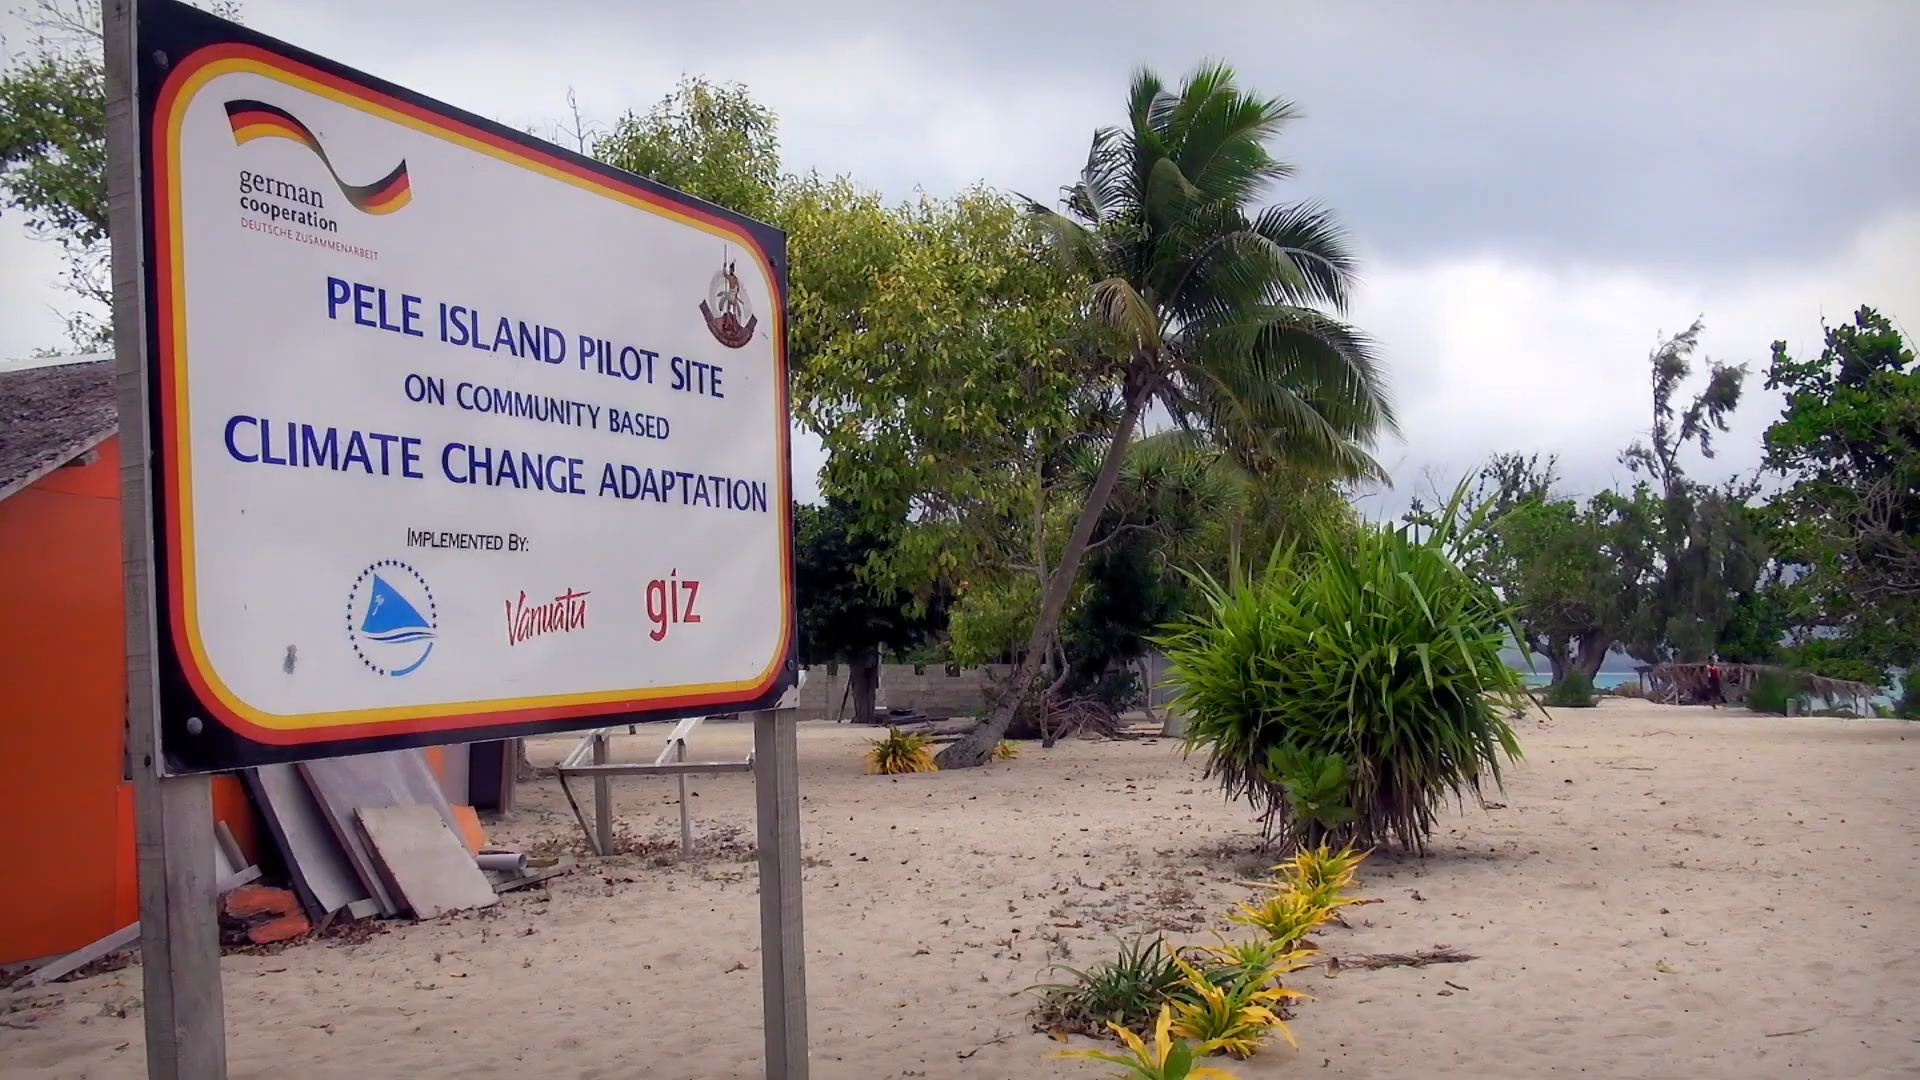 german
cooperation
DEUTSCHE ZUSAMMENARBEIT
PELE ISLAND PILOT SITE
ON COMMUNITY BASED
CLIMATE CHANGE ADAPTATION
IMPLEMENTED BY:
Vanuatu
giz